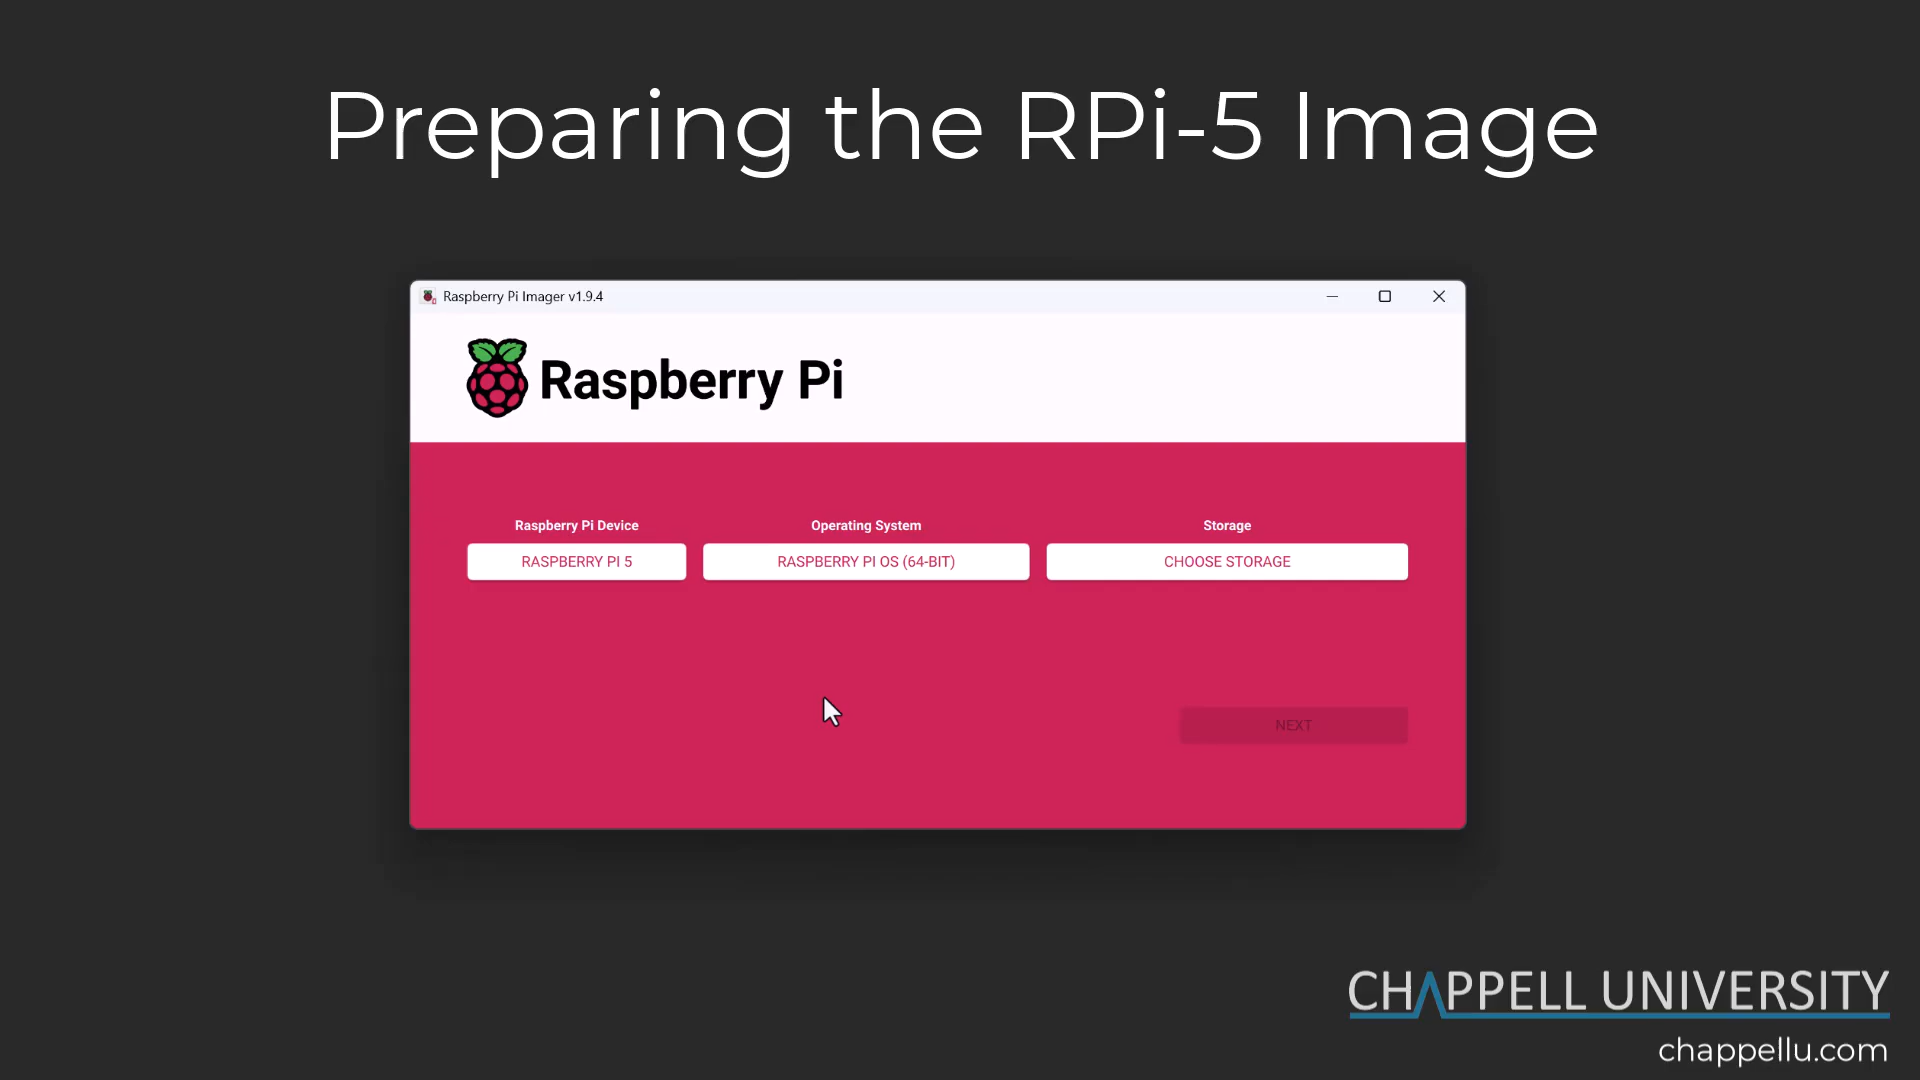 Preparing the RPi-5 Image
Raspberry Pi Imager v1.9.4
Raspberry Pi
Raspberry Pi Device
Operating System
Storage
RASPBERRY PI 5
RASPBERRY PI OS (64-BIT)
CHOOSE STORAGE
NEXT
CHAPPELL UNIVERSITY
chappellu.com